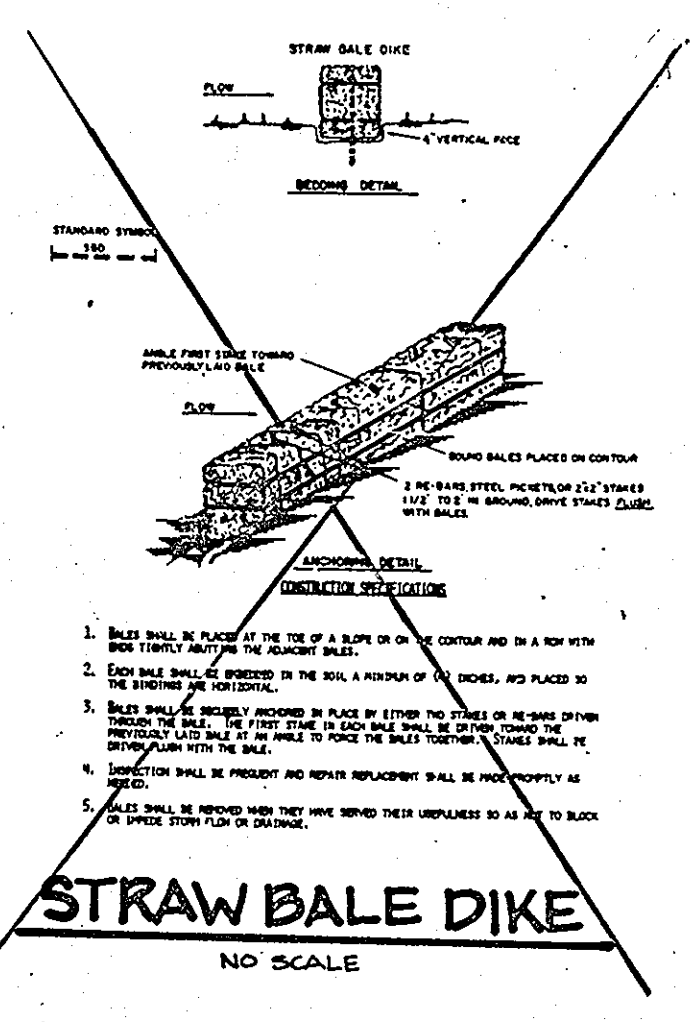 STRAW BALE DIKE
FLOW
4" VERTICAL FACE
BEDDING DETAIL
STANDARD SYMBOL
SBD
ANGLE FIRST STAKE TOWARD
PREVIOUSLY LAID BALE
FLOW
BOUND BALES PLACED ON CONTOUR
2 RE-BARS, STEEL PICKETS, OR 2"x2" STAKES
1 1/2' TO 2' IN GROUND, DRIVE STAKES FLUSH
WITH BALES.
ANCHORING DETAIL
CONSTRUCTION SPECIFICATIONS
1. BALES SHALL BE PLACED AT THE TOE OF A SLOPE OR ON THE CONTOUR AND IN A ROW WITH
ENDS TIGHTLY ABUTTING THE ADJACENT BALES.
2. EACH BALE SHALL BE EMBEDDED IN THE SOIL A MINIMUM OF (4) INCHES, AND PLACED SO
THE BINDINGS ARE HORIZONTAL.
3. BALES SHALL BE SECURELY ANCHORED IN PLACE BY EITHER TWO STAKES OR RE-BARS DRIVEN
THROUGH THE BALE. THE FIRST STAKE IN EACH BALE SHALL BE DRIVEN TOWARD THE
PREVIOUSLY LAID BALE AT AN ANGLE TO FORCE THE BALES TOGETHER. STAKES SHALL BE
DRIVEN FLUSH WITH THE BALE.
4. INSPECTION SHALL BE FREQUENT AND REPAIR REPLACEMENT SHALL BE MADE PROMPTLY AS
NEEDED.
5. BALES SHALL BE REMOVED WHEN THEY HAVE SERVED THEIR USEFULNESS SO AS NOT TO BLOCK
OR IMPEDE STORM FLOW OR DRAINAGE.
STRAW BALE DIKE
NO SCALE